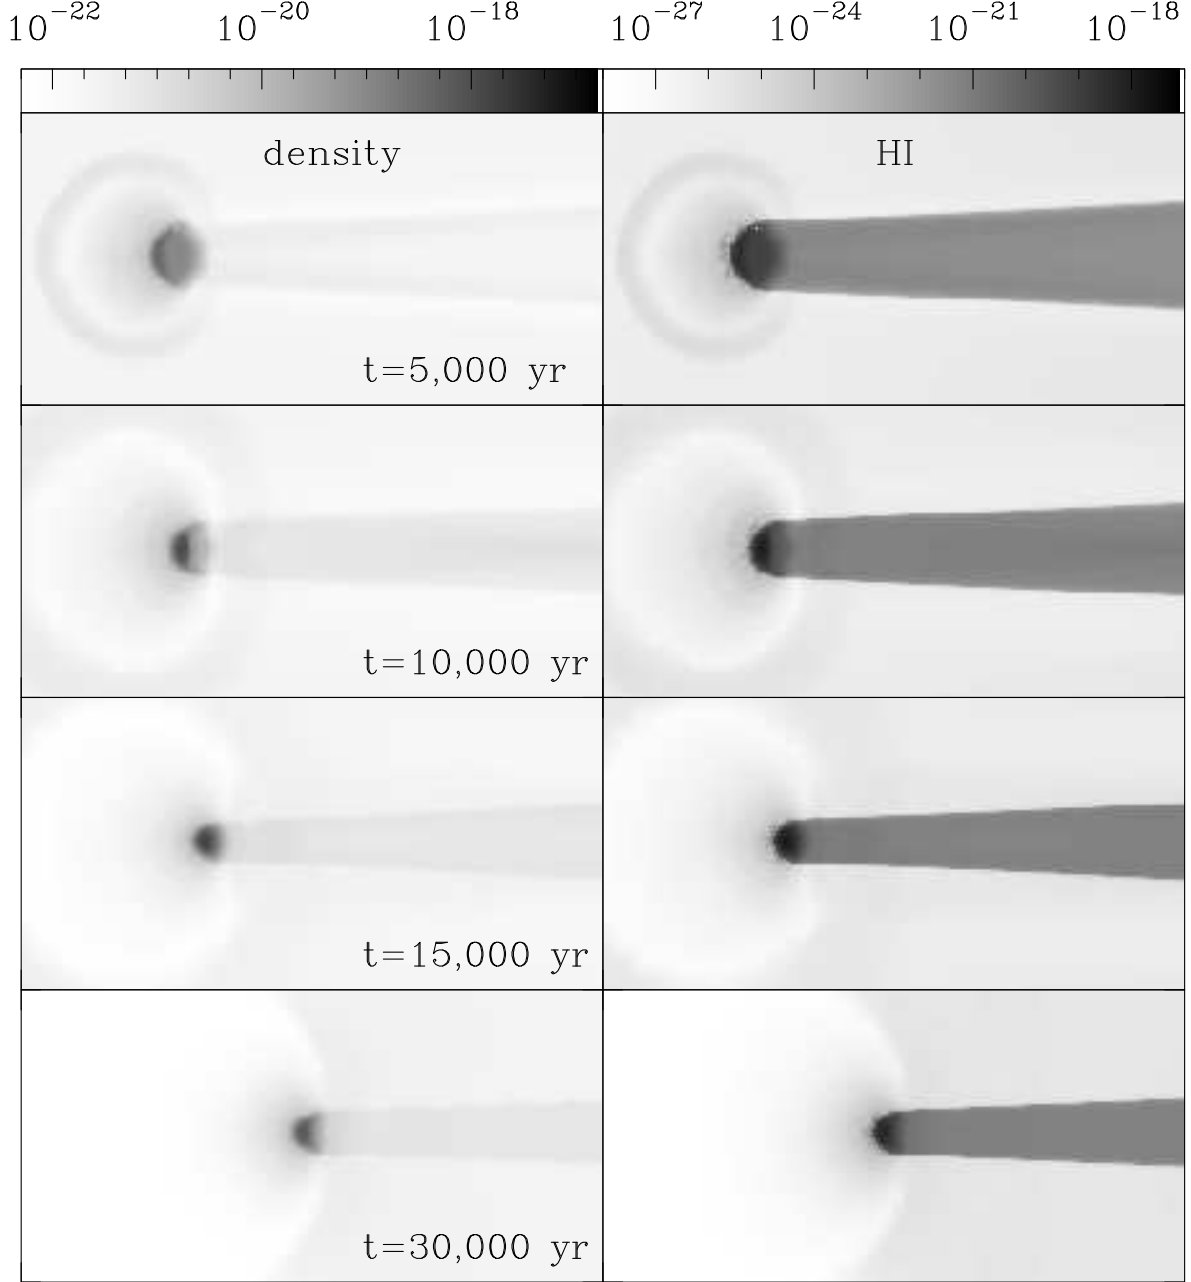 10⁻²² 10⁻²⁰ 10⁻¹⁸ 10⁻²⁷ 10⁻²⁴ 10⁻²¹ 10⁻¹⁸
density HI
t=5,000 yr
t=10,000 yr
t=15,000 yr
t=30,000 yr